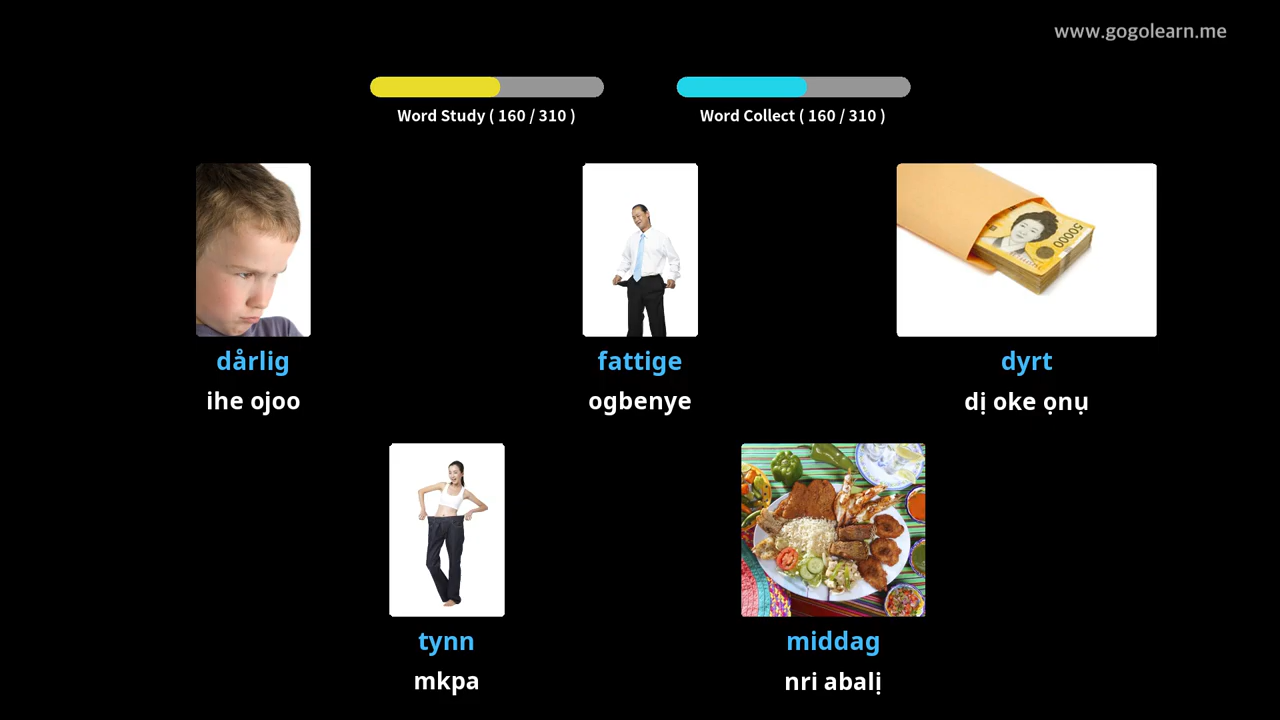 www.gogolearn.me
Word Study ( 160 / 310 )
Word Collect ( 160 / 310 )
dårlig
ihe ojoo
fattige
ogbenye
50000
dyrt
dị oke ọnụ
tynn
mkpa
middag
nri abalị